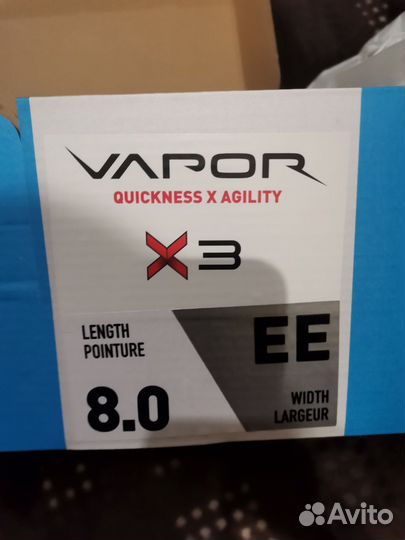 VAPOR
QUICKNESS X AGILITY
X3
LENGTH
POINTURE
8.0
EE
WIDTH
LARGEUR
Avito